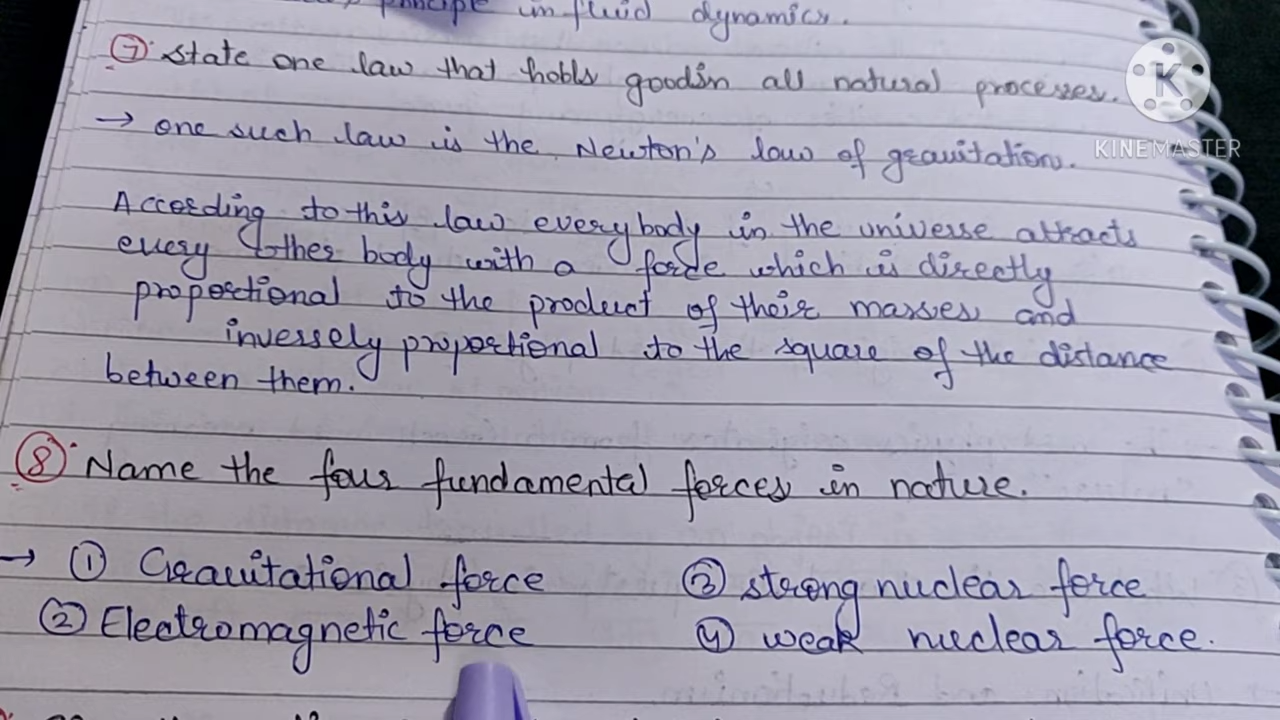 principle in fluid dynamics.
⑦ State one law that holds goodin all natural processes.
→ one such law is the Newton's law of gravitation.
According to this law everybody in the universe attracts
every other body with a force which is directly
proportional to the product of their masses and
inversely proportional to the square of the distance
between them.
⑧ Name the four fundamental forces in nature.
→ ① Gravitational force ③ strong nuclear force
② Electromagnetic force ④ weak nuclear force.
K
KINEMASTER